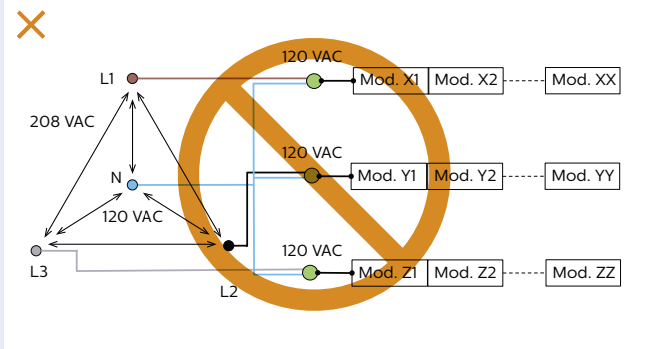 120 VAC
L1
Mod. X1 Mod. X2 Mod. XX
208 VAC
120 VAC
N
Mod. Y1 Mod. Y2 Mod. YY
120 VAC
120 VAC
L3
Mod. Z1 Mod. Z2 Mod. ZZ
L2